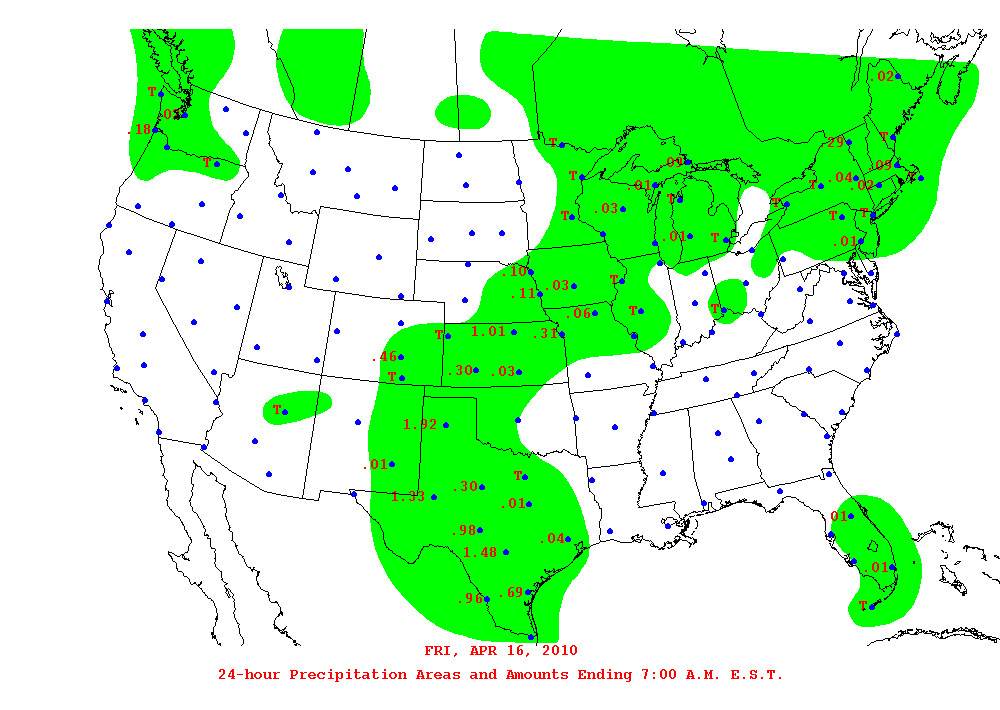 .02
T
.03
.18
T
T
T
.29
.09
.09
T
.04
.02
T
T
.01
T
T
.03
T
T
T
.01
T
.01
.10
.03
T
.11
.06
T
T
1.01
.31
T
.46
.30
.03
T
T
1.92
.01
T
.30
1.33
.01
.01
.98
.04
1.48
.01
.69
.96
T
FRI, APR 16, 2010
24-hour Precipitation Areas and Amounts Ending 7:00 A.M. E.S.T.